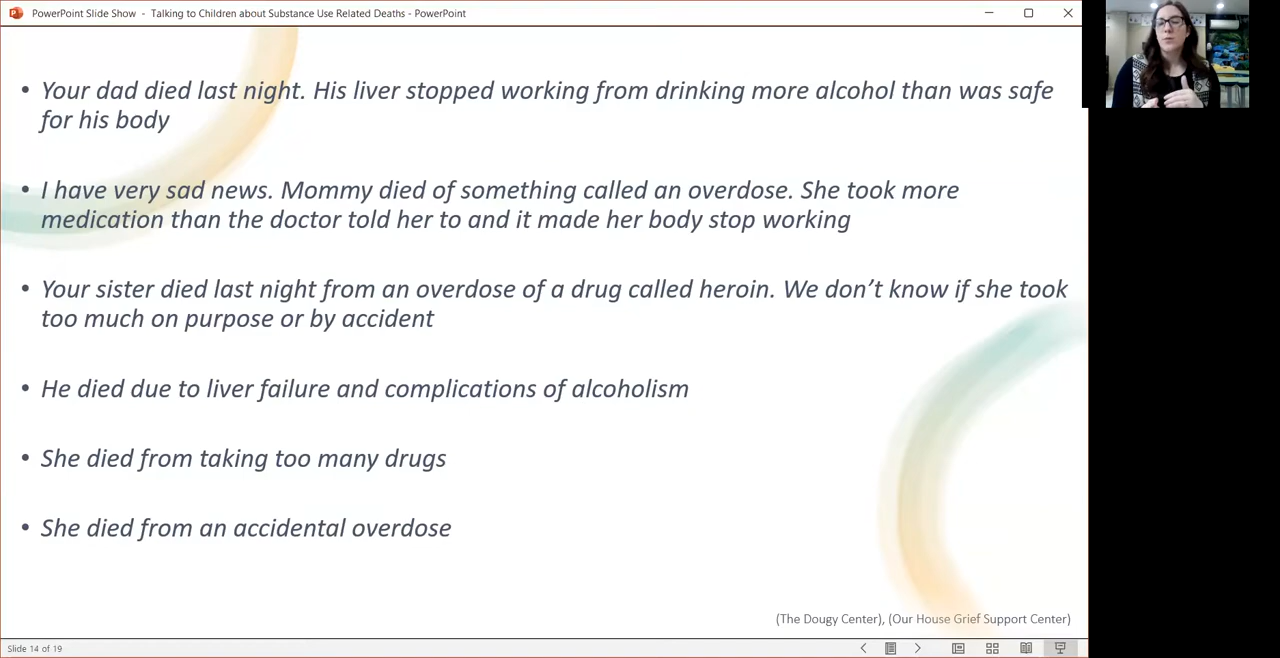 PowerPoint Slide Show - Talking to Children about Substance Use Related Deaths - PowerPoint
• Your dad died last night. His liver stopped working from drinking more alcohol than was safe
for his body
• I have very sad news. Mommy died of something called an overdose. She took more
medication than the doctor told her to and it made her body stop working
• Your sister died last night from an overdose of a drug called heroin. We don’t know if she took
too much on purpose or by accident
• He died due to liver failure and complications of alcoholism
• She died from taking too many drugs
• She died from an accidental overdose
(The Dougy Center), (Our House Grief Support Center)
Slide 14 of 19